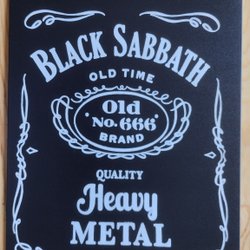 BLACK SABBATH
OLD TIME
Old
No. 666
BRAND
QUALITY
Heavy
METAL